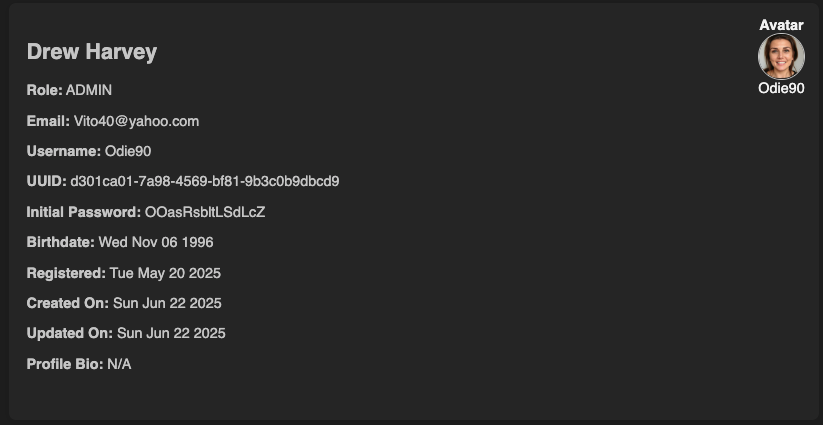 Avatar
Drew Harvey
Role: ADMIN
Odie90
Email: Vito40@yahoo.com
Username: Odie90
UUID: d301ca01-7a98-4569-bf81-9b3c0b9dbcd9
Initial Password: OOasRsbItLSdLcZ
Birthdate: Wed Nov 06 1996
Registered: Tue May 20 2025
Created On: Sun Jun 22 2025
Updated On: Sun Jun 22 2025
Profile Bio: N/A